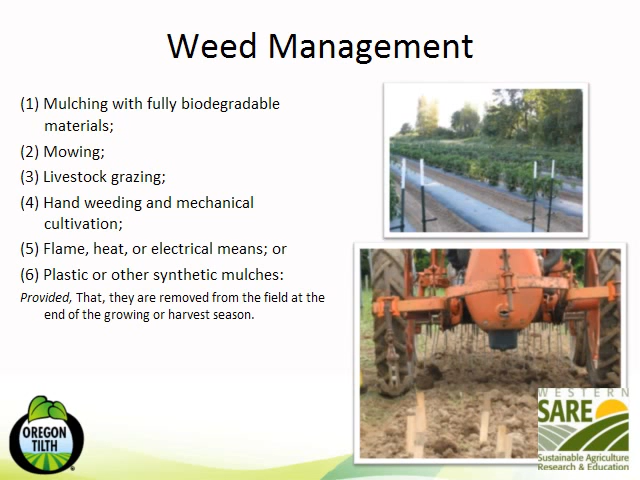 Weed Management
(1) Mulching with fully biodegradable
materials;
(2) Mowing;
(3) Livestock grazing;
(4) Hand weeding and mechanical
cultivation;
(5) Flame, heat, or electrical means; or
(6) Plastic or other synthetic mulches:
Provided, That, they are removed from the field at the
end of the growing or harvest season.
OREGON
TILTH
WESTERN
SARE
Sustainable Agriculture
Research & Education